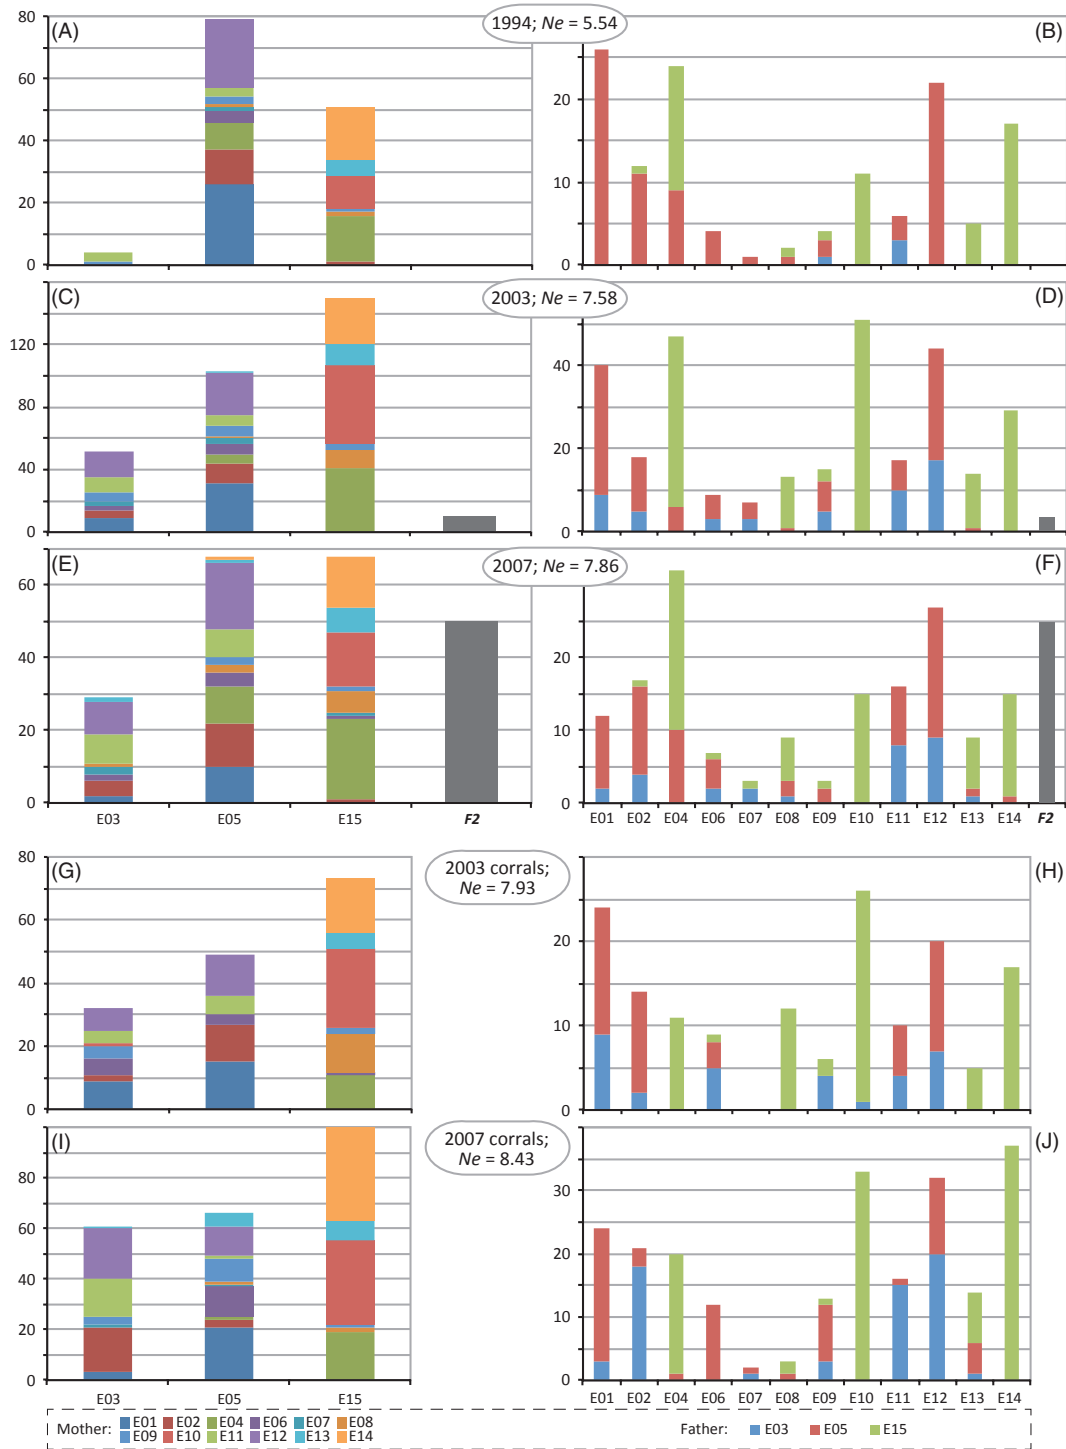 (A) 1994; Ne = 5.54 (B)
80
60
40
20
0
20
10
0
(C) 2003; Ne = 7.58 (D)
120
80
40
0
40
20
0
(E) 2007; Ne = 7.86 (F)
60
40
20
0
20
10
0
E03 E05 E15 F2
E01 E02 E04 E06 E07 E08 E09 E10 E11 E12 E13 E14 F2
(G) 2003 corrals; (H)
Ne = 7.93
80
60
40
20
0
20
10
0
(I) 2007 corrals; (J)
Ne = 8.43
80
60
40
20
0
30
20
10
0
E03 E05 E15
E01 E02 E04 E06 E07 E08 E09 E10 E11 E12 E13 E14
Mother: E01 E02 E04 E06 E07 E08
E09 E10 E11 E12 E13 E14
Father: E03 E05 E15